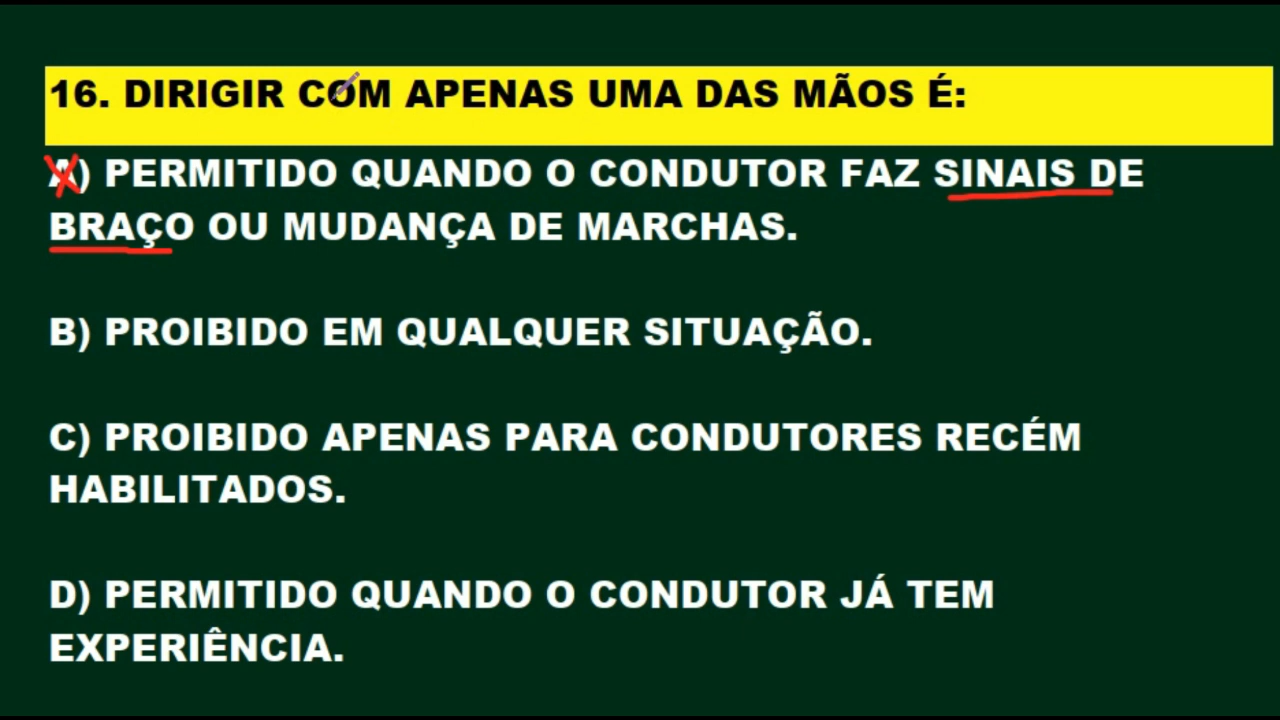 16. DIRIGIR COM APENAS UMA DAS MÃOS É:
A) PERMITIDO QUANDO O CONDUTOR FAZ SINAIS DE
BRAÇO OU MUDANÇA DE MARCHAS.
B) PROIBIDO EM QUALQUER SITUAÇÃO.
C) PROIBIDO APENAS PARA CONDUTORES RECÉM
HABILITADOS.
D) PERMITIDO QUANDO O CONDUTOR JÁ TEM
EXPERIÊNCIA.